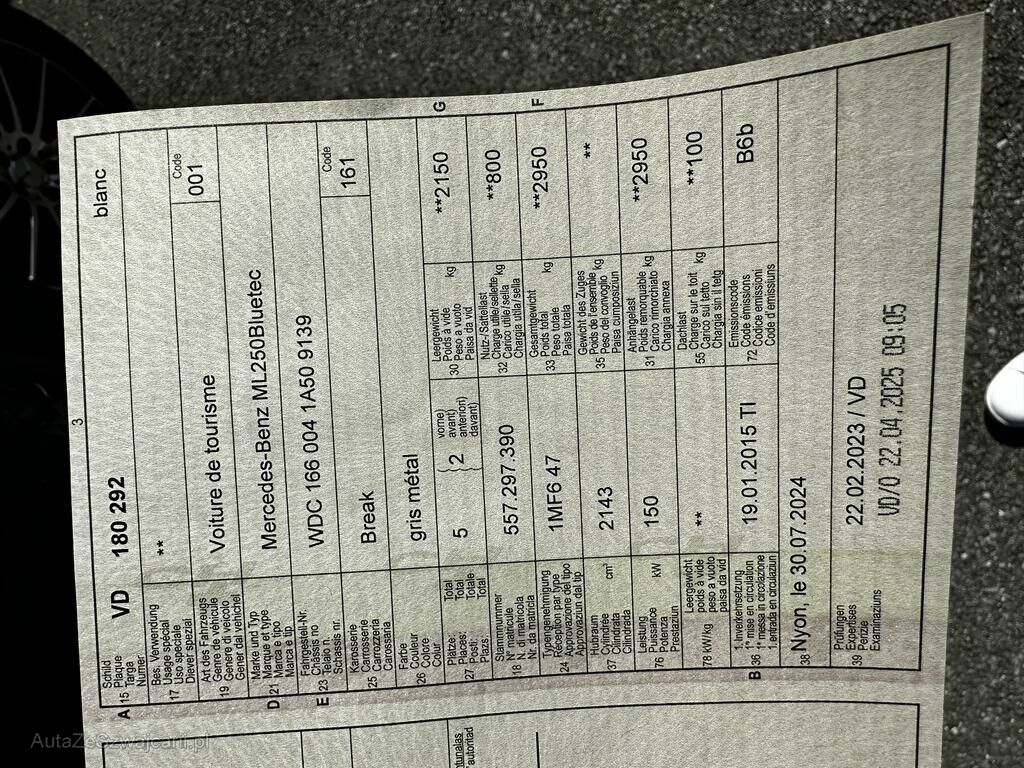 3
A 15 Schild
Plaque
Targa
Numer
VD 180 292
blanc
17 Bes. Verwendung
Usage spécial
Uso speciale
Diever spezial
**
19 Art des Fahrzeugs
Genre de véhicule
Genere di veicolo
Gener dal vehichel
Voiture de tourisme
Code
001
D 21 Marke und Typ
Marque et type
Marca e tipo
Marca e tip
Mercedes-Benz ML250Bluetec
E 23 Fahrgestell-Nr.
Châssis no
Telaio n.
Schassis nr.
WDC 166 004 1A50 9139
25 Karosserie
Carrosserie
Carrozzeria
Carossaria
Break
Code
161
26 Farbe
Couleur
Colore
Colur
gris métal
27 Plätze: Total
Places: Total
Posti: Totale
Plazs: Total
5
2
vorne)
avant)
anteriori)
davant)
18 Stammnummer
N° matricule
N. di matricola
Nr. da matricla
557.297.390
24 Typengenehmigung
Réception par type
Approvazione del tipo
Approvaziun dal tip
1MF6 47
37 Hubraum
Cylindrée
Cilindrata
Cilindrada
cm³
2143
76 Leistung
Puissance
Potenza
Prestaziun
kW
150
78 kW/kg Leergewicht
poids à vide
peso a vuoto
paisa da vid
**
B 36 1. Inverkehrsetzung
1re mise en circulation
1a messa in circolazione
1. entrada en circulaziun
19.01.2015 TI
30 Leergewicht
Poids à vide
Peso a vuoto
Paisa da vid
kg
**2150
G
32 Nutz-/Sattellast
Charge utile/sellette
Carico utile/sella
Chargia utila/sella
kg
**800
33 Gesamtgewicht
Poids total
Peso totale
Paisa totala
kg
**2950
F
35 Gewicht des Zuges
Poids de l'ensemble
Peso del convoglio
Paisa cumposiziun
kg
**
31 Anhängelast
Poids remorquable
Carico rimorchiato
Chargia annexa
kg
**2950
55 Dachlast
Charge sur le toit
Carico sul tetto
Chargia sin il tetg
kg
**100
72 Emissionscode
Code émissions
Codice emissioni
Code d'emissiuns
B6b
38 Nyon, le 30.07.2024
39 Prüfungen
Expertises
Perizie
Examinaziuns
22.02.2023 / VD
VD/0 22.04.2025 09:05
AutaZeSzwajcarii.pl